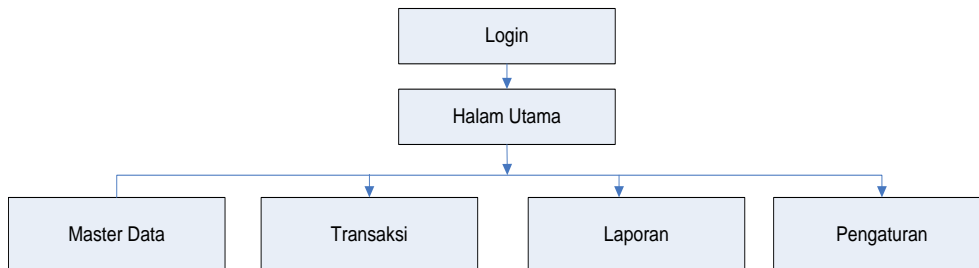 Login
Halam Utama
Master Data
Transaksi
Laporan
Pengaturan